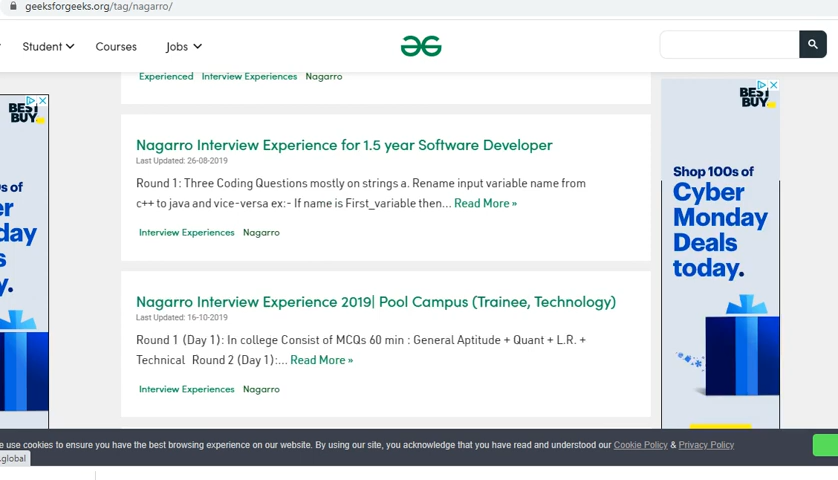 geeksforgeeks.org/tag/nagarro/
Student Courses Jobs
Experienced Interview Experiences Nagarro
BEST
BUY
s of
er
day
s
y.
Nagarro Interview Experience for 1.5 year Software Developer
Last Updated: 26-08-2019
Round 1: Three Coding Questions mostly on strings a. Rename input variable name from
c++ to java and vice-versa ex:- If name is First_variable then... Read More »
Interview Experiences Nagarro
Nagarro Interview Experience 2019| Pool Campus (Trainee, Technology)
Last Updated: 16-10-2019
Round 1 (Day 1): In college Consist of MCQs 60 min : General Aptitude + Quant + L.R. +
Technical Round 2 (Day 1):... Read More »
Interview Experiences Nagarro
BEST
BUY
Shop 100s of
Cyber
Monday
Deals
today.
e use cookies to ensure you have the best browsing experience on our website. By using our site, you acknowledge that you have read and understood our Cookie Policy & Privacy Policy
.global